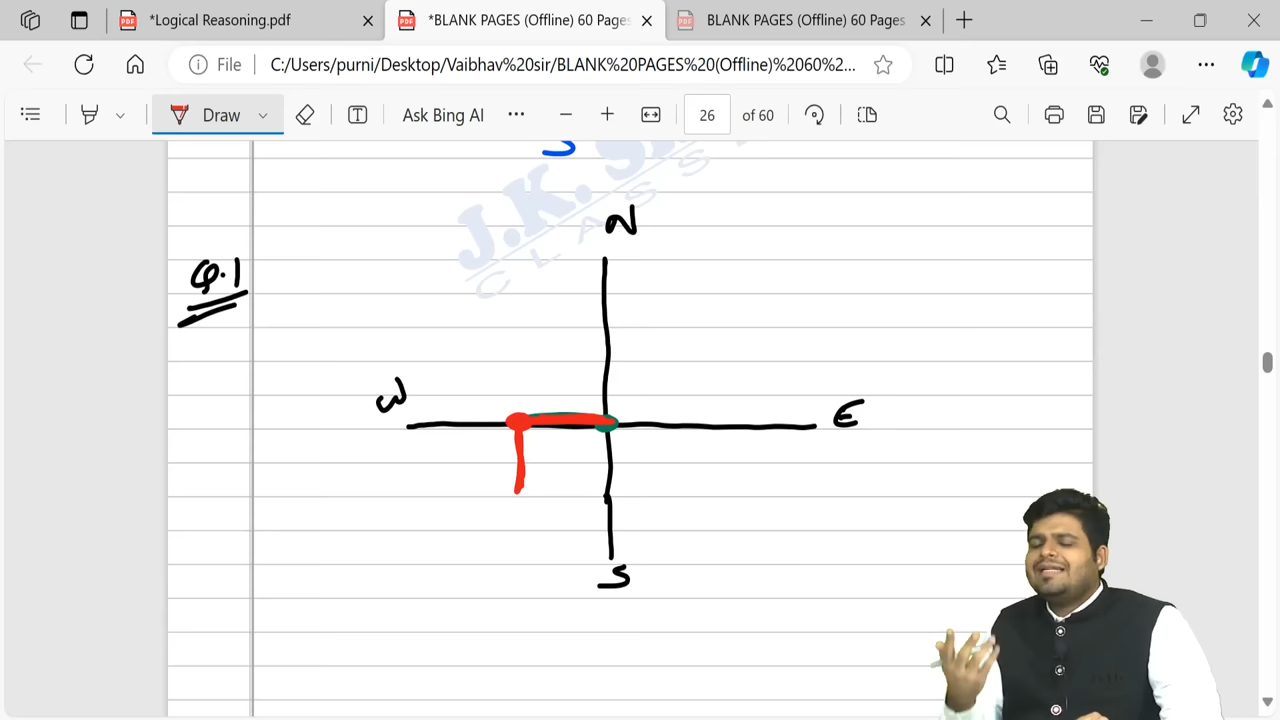 *Logical Reasoning.pdf
*BLANK PAGES (Offline) 60 Pages
BLANK PAGES (Offline) 60 Pages
File
C:/Users/purni/Desktop/Vaibhav%20sir/BLANK%20PAGES%20(Offline)%2060%2...
Draw
Ask Bing AI
26 of 60
S
J.K. S
CLASS
N
Q.1
W
E
S